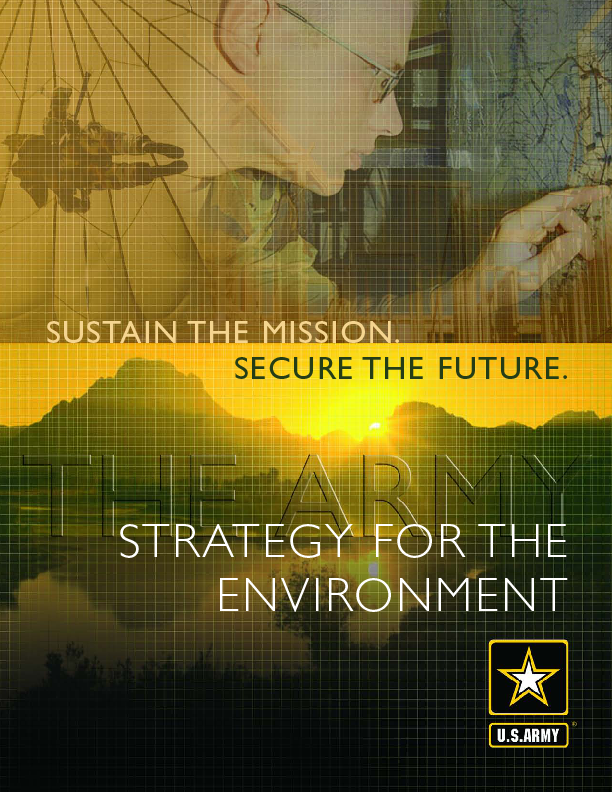 SUSTAIN THE MISSION.
SECURE THE FUTURE.
THE ARMY
STRATEGY FOR THE
ENVIRONMENT
U.S.ARMY
®